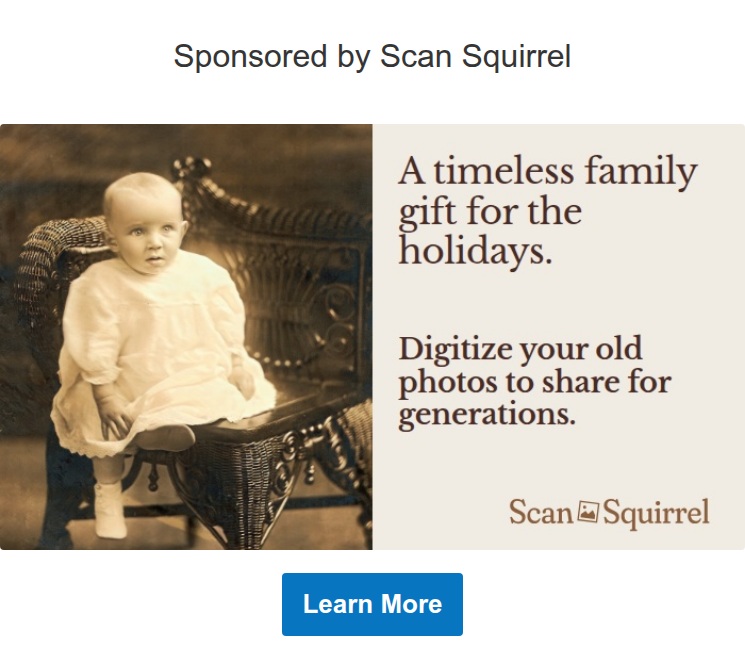 Sponsored by Scan Squirrel
A timeless family
gift for the
holidays.
Digitize your old
photos to share for
generations.
Scan Squirrel
Learn More